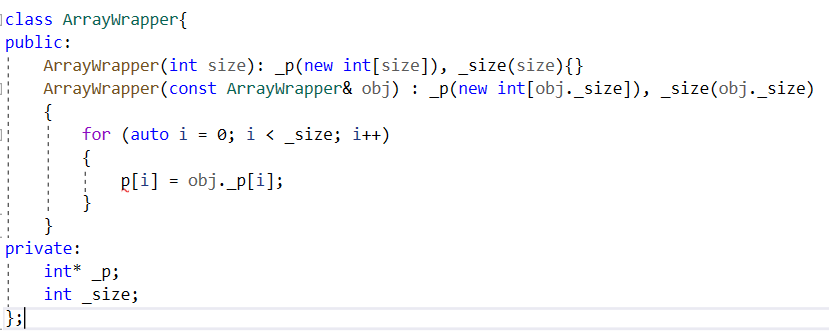 class ArrayWrapper{
public:
ArrayWrapper(int size): _p(new int[size]), _size(size){}
ArrayWrapper(const ArrayWrapper& obj) : _p(new int[obj._size]), _size(obj._size)
{
for (auto i = 0; i < _size; i++)
{
p[i] = obj._p[i];
}
}
private:
int* _p;
int _size;
};